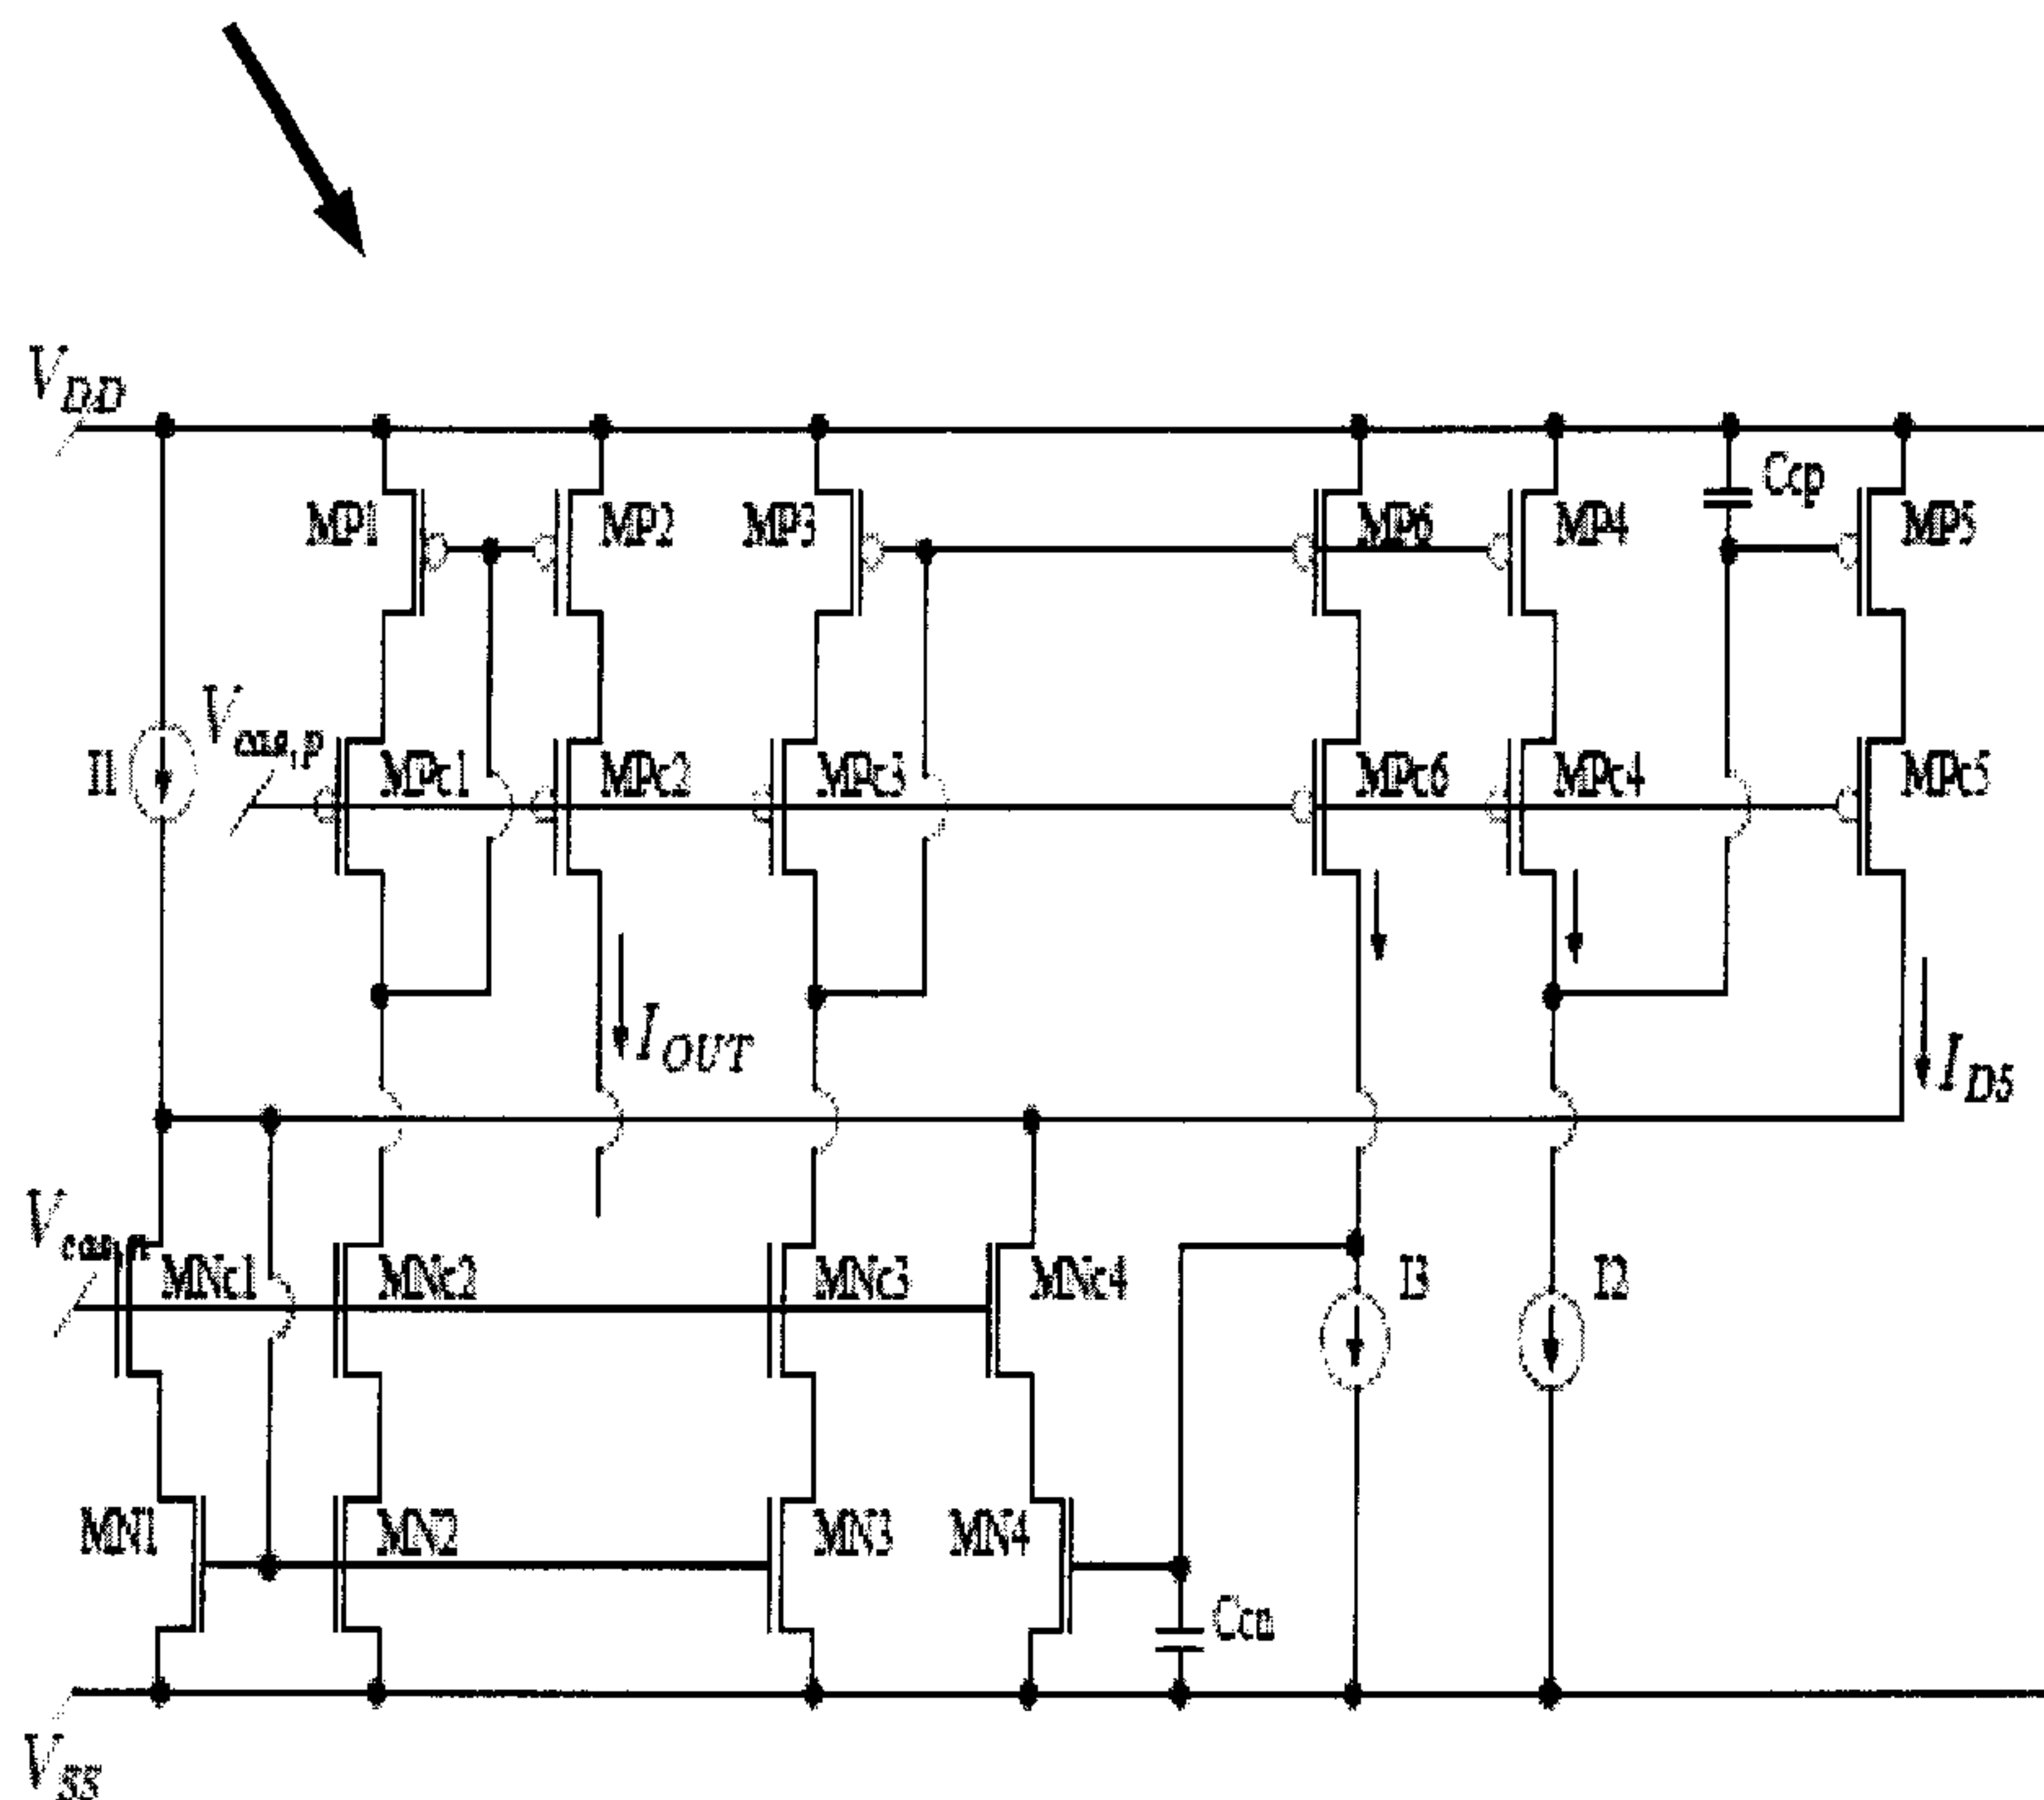 VDD
Ccp
MP1
MP2
MP3
MP6
MP4
MP5
Vcas,p
I1
MPc1
MPc2
MPc3
MPc6
MPc4
MPc5
IOUT
ID5
Vcas,n
MNc1
MNc2
MNc3
MNc4
I3
I2
MN1
MN2
MN3
MN4
Ccn
VSS